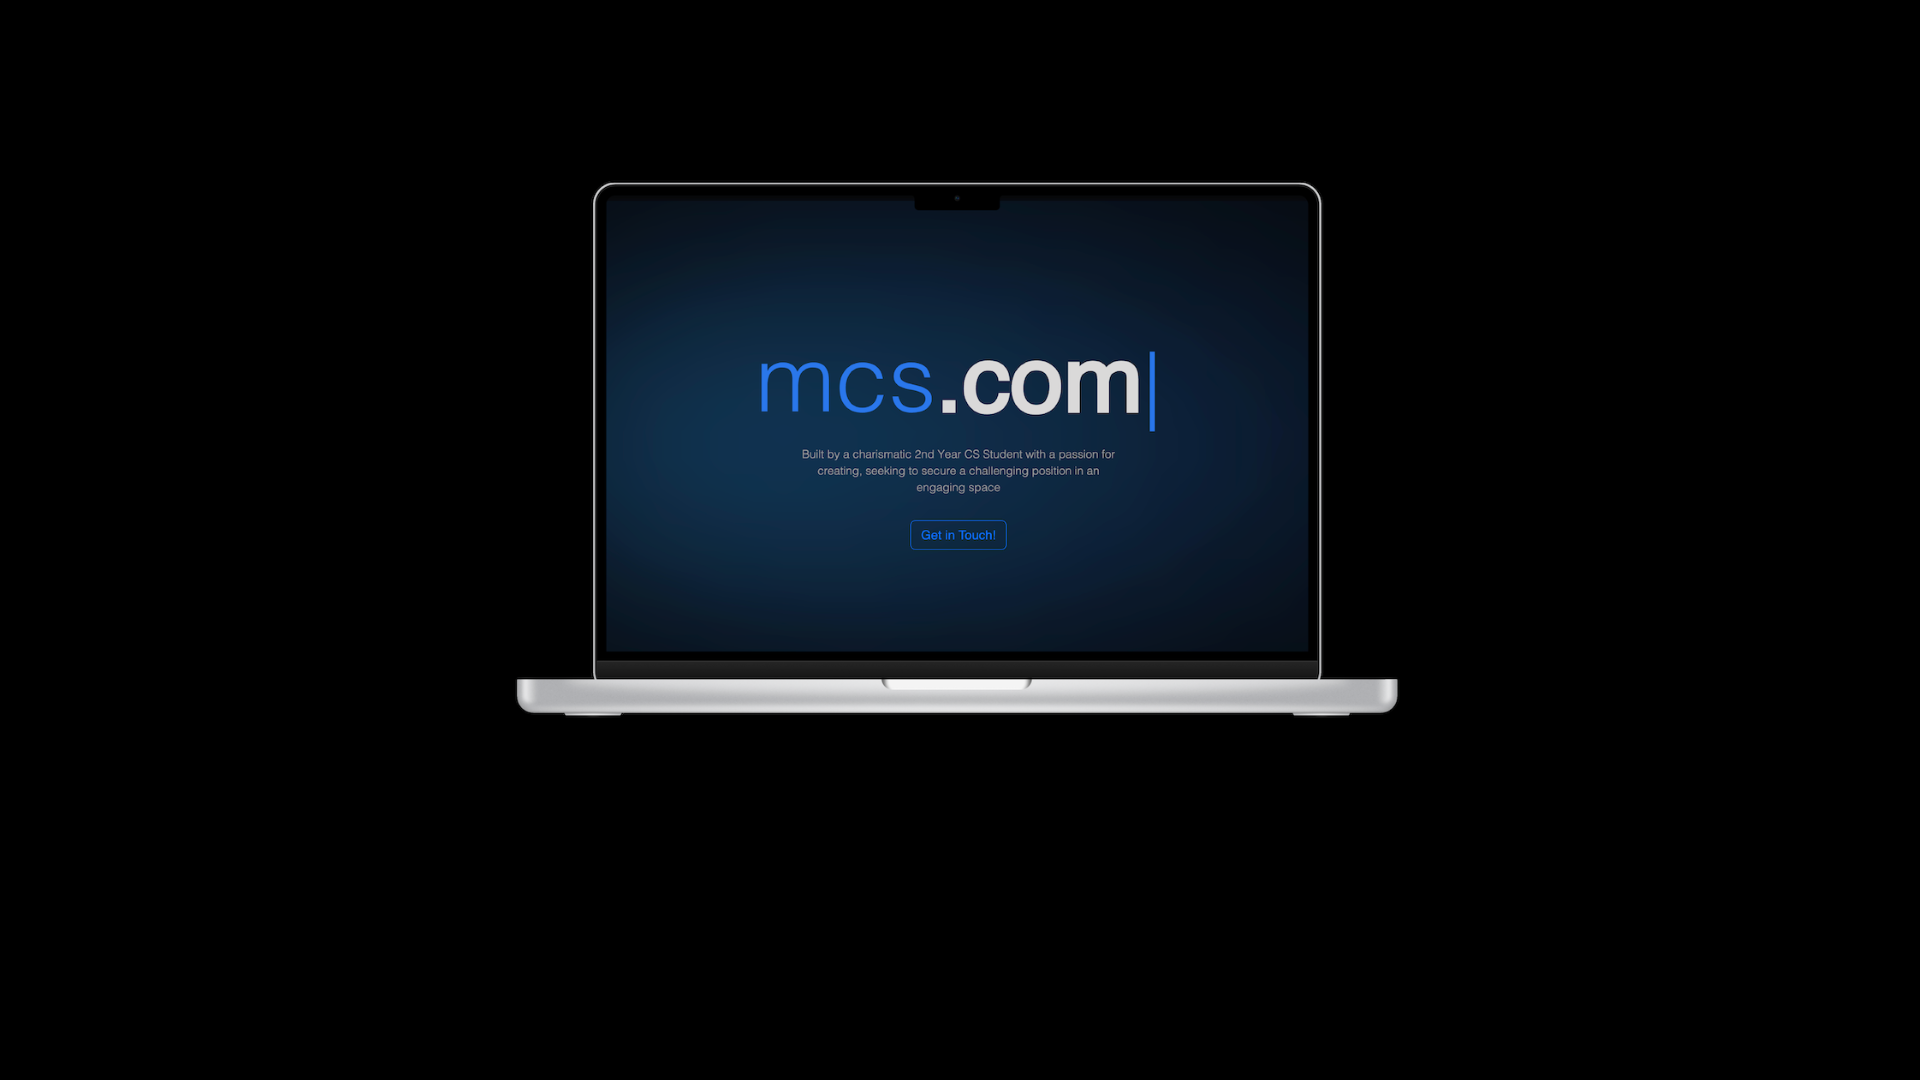 mcs.com
Built by a charismatic 2nd Year CS Student with a passion for
creating, seeking to secure a challenging position in an
engaging space
Get in Touch!